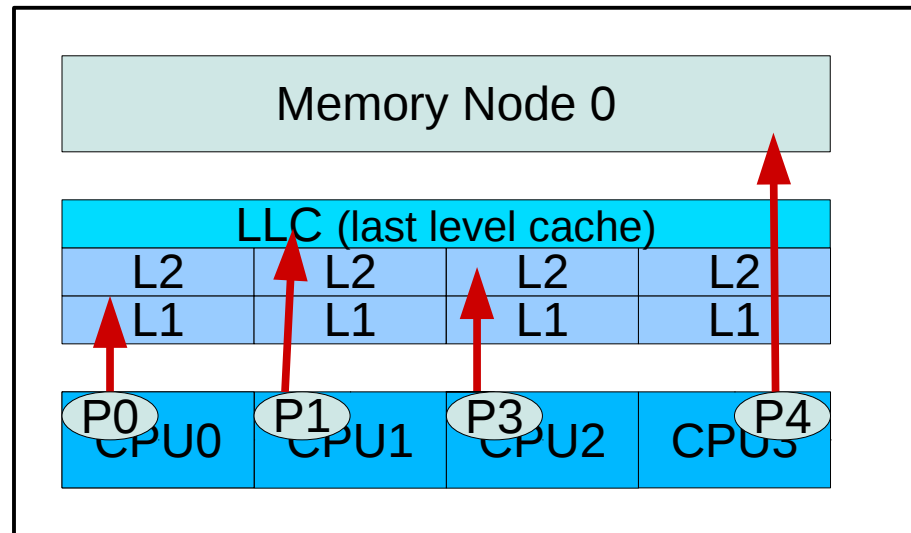 Memory Node 0
LLC (last level cache)
L2 L2 L2 L2
L1 L1 L1 L1
P0 P1 P3 P4
CPU0 CPU1 CPU2 CPU3